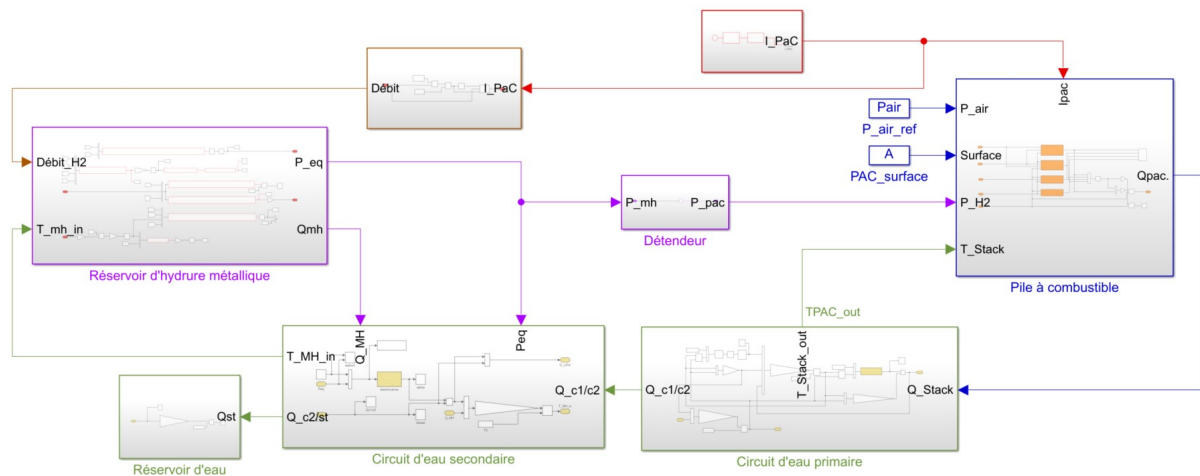 I_PaC
Débit
I_PaC
Ipac
Pair
P_air_ref
P_air
A
PAC_surface
Surface
Qpac.
Débit_H2
P_eq
T_mh_in
Qmh
Réservoir d'hydrure métallique
P_mh
P_pac
Détendeur
P_H2
T_Stack
Pile à combustible
TPAC_out
Q_MH
Peq
T_MH_in
Q_c1/c2
Q_c2/st
Circuit d'eau secondaire
T_Stack_out
Q_c1/c2
Q_Stack
Circuit d'eau primaire
Qst
Réservoir d'eau